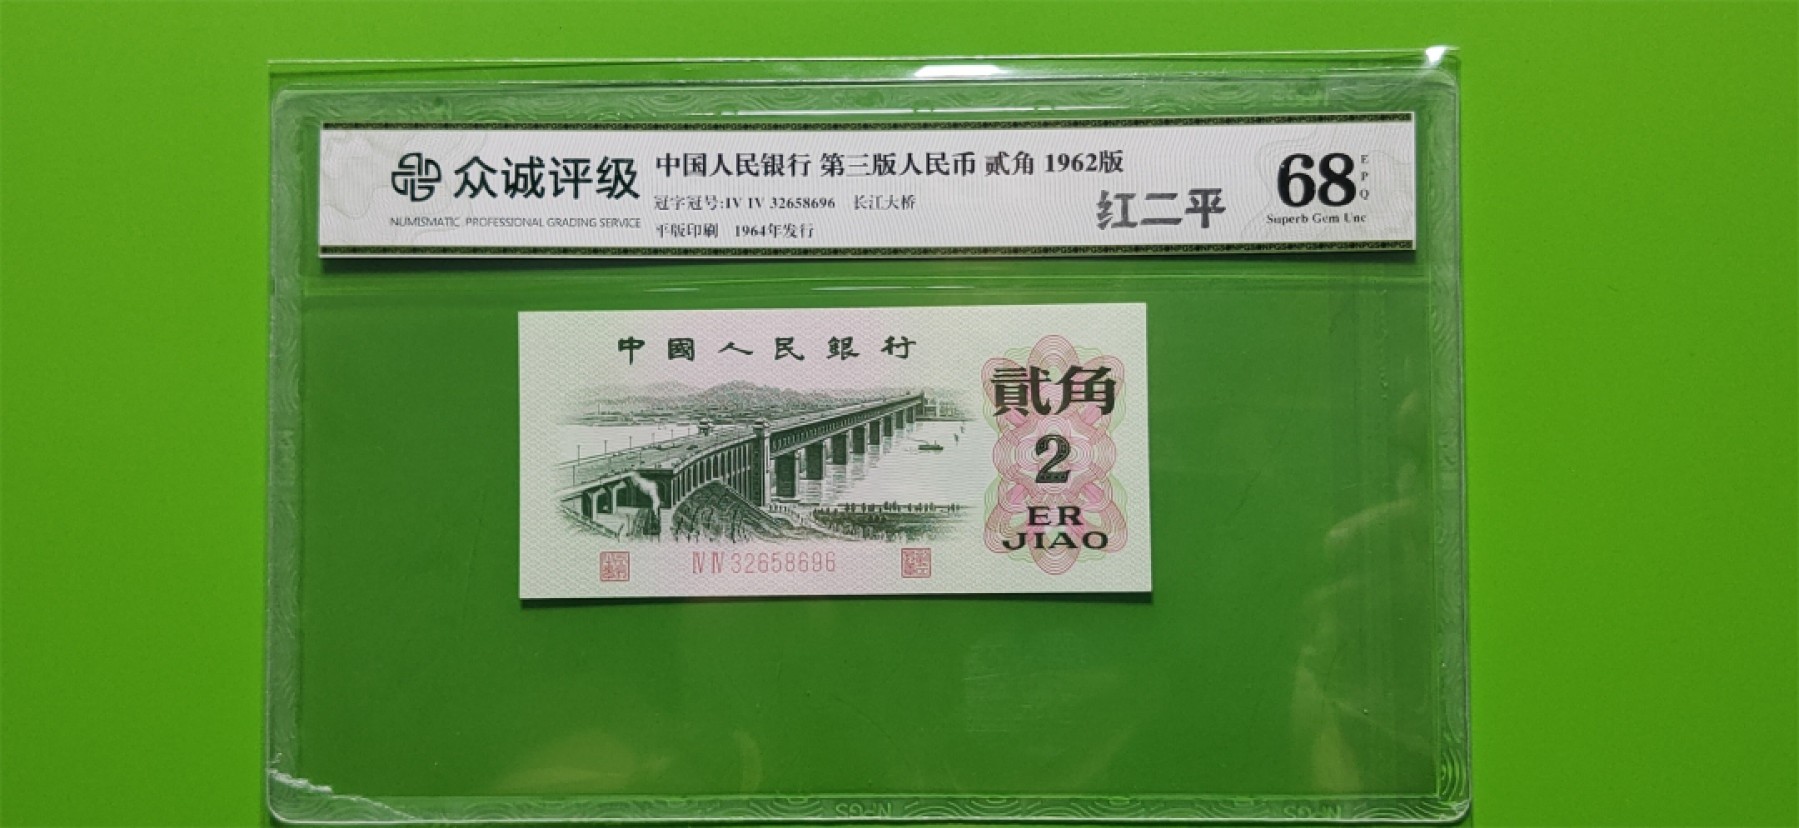 众诚评级
NUMISMATIC PROFESSIONAL GRADING SERVICE
中国人民银行 第三版人民币 贰角 1962版
冠字冠号:IV IV 32658696 长江大桥
平版印刷 1964年发行
红二平
68
EPQ
Superb Gem Unc
中國人民銀行
貳角
2
ER
JIAO
IV IV 32658696